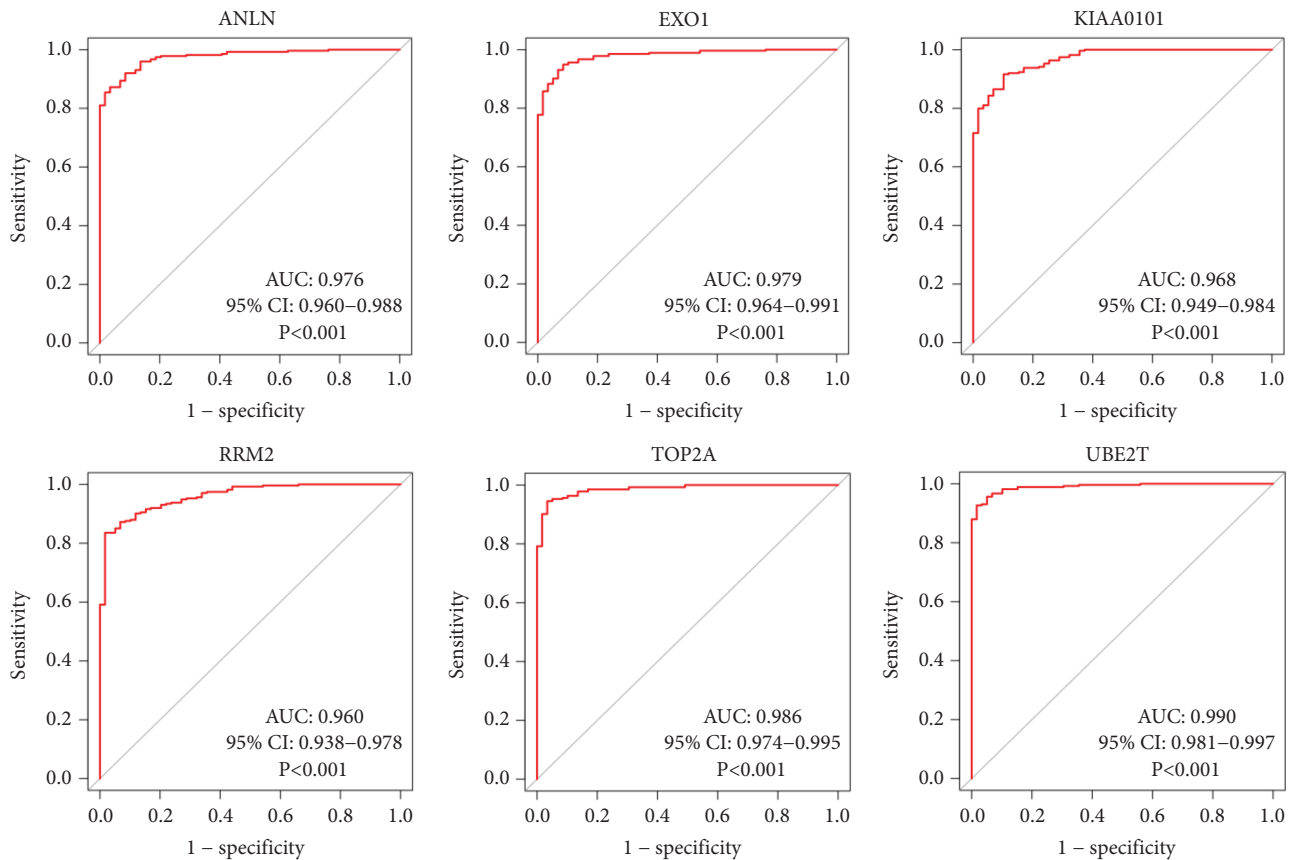 ANLN
1.0
0.8
0.6
0.4
0.2
0.0
Sensitivity
AUC: 0.976
95% CI: 0.960−0.988
P<0.001
0.0 0.2 0.4 0.6 0.8 1.0
1 − specificity
EXO1
1.0
0.8
0.6
0.4
0.2
0.0
Sensitivity
AUC: 0.979
95% CI: 0.964−0.991
P<0.001
0.0 0.2 0.4 0.6 0.8 1.0
1 − specificity
KIAA0101
1.0
0.8
0.6
0.4
0.2
0.0
Sensitivity
AUC: 0.968
95% CI: 0.949−0.984
P<0.001
0.0 0.2 0.4 0.6 0.8 1.0
1 − specificity
RRM2
1.0
0.8
0.6
0.4
0.2
0.0
Sensitivity
AUC: 0.960
95% CI: 0.938−0.978
P<0.001
0.0 0.2 0.4 0.6 0.8 1.0
1 − specificity
TOP2A
1.0
0.8
0.6
0.4
0.2
0.0
Sensitivity
AUC: 0.986
95% CI: 0.974−0.995
P<0.001
0.0 0.2 0.4 0.6 0.8 1.0
1 − specificity
UBE2T
1.0
0.8
0.6
0.4
0.2
0.0
Sensitivity
AUC: 0.990
95% CI: 0.981−0.997
P<0.001
0.0 0.2 0.4 0.6 0.8 1.0
1 − specificity